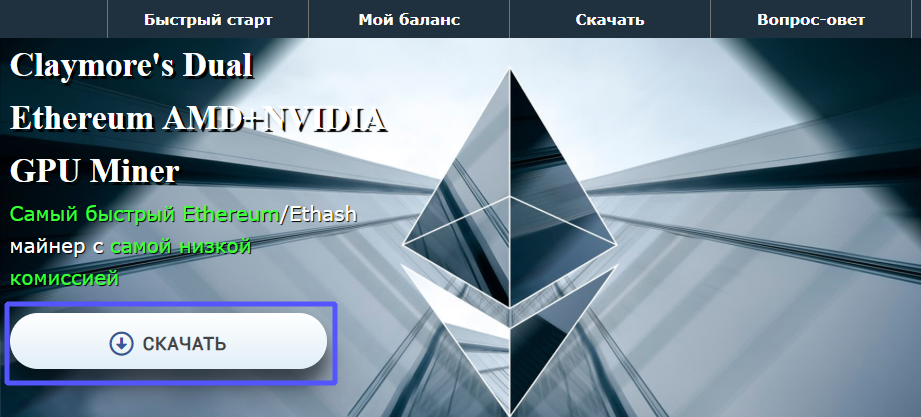 Быстрый старт
Мой баланс
Скачать
Вопрос-овет
Claymore's Dual
Ethereum AMD+NVIDIA
GPU Miner
Самый быстрый Ethereum/Ethash
майнер с самой низкой
комиссией
СКАЧАТЬ